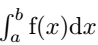 ∫_a^b f(x)dx